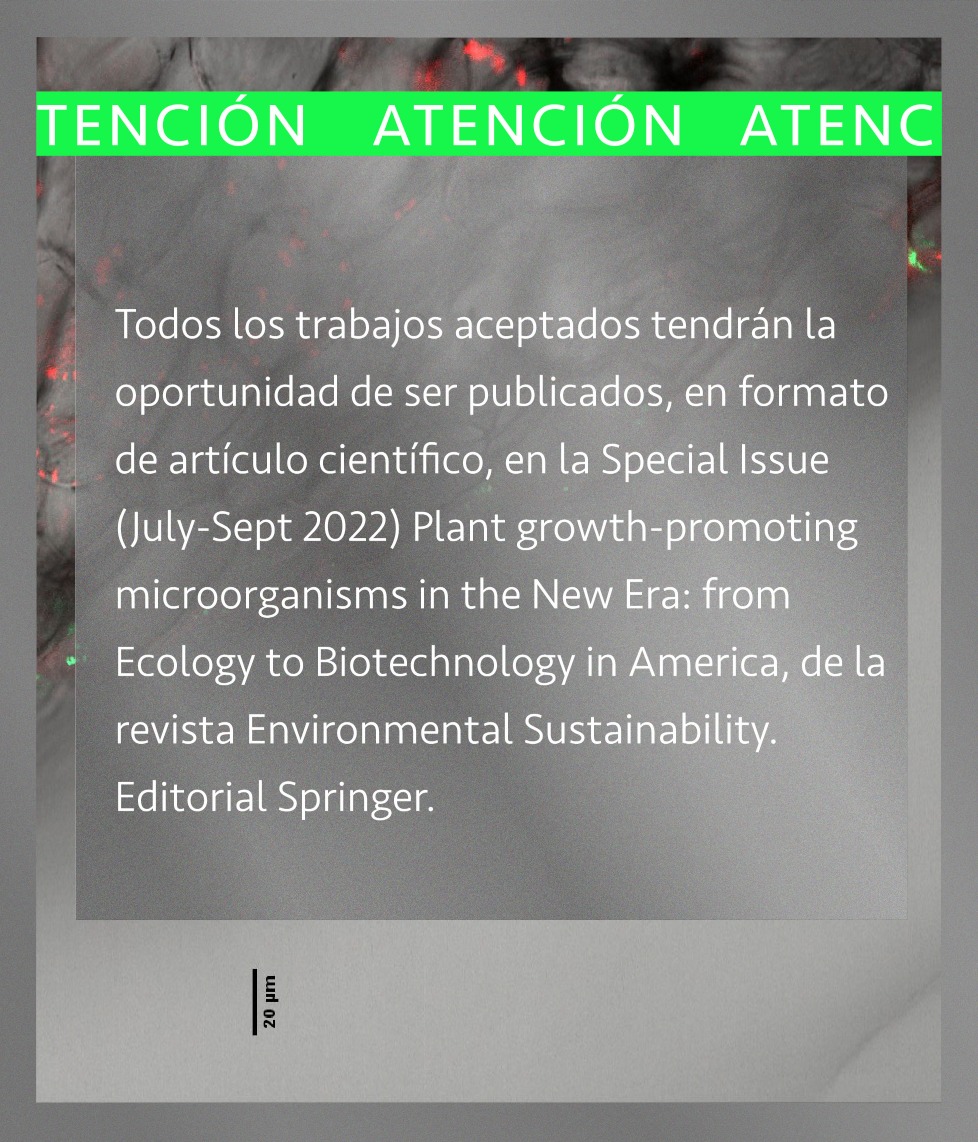 TENCIÓN ATENCIÓN ATENC
Todos los trabajos aceptados tendrán la
oportunidad de ser publicados, en formato
de artículo científico, en la Special Issue
(July-Sept 2022) Plant growth-promoting
microorganisms in the New Era: from
Ecology to Biotechnology in America, de la
revista Environmental Sustainability.
Editorial Springer.
20 µm